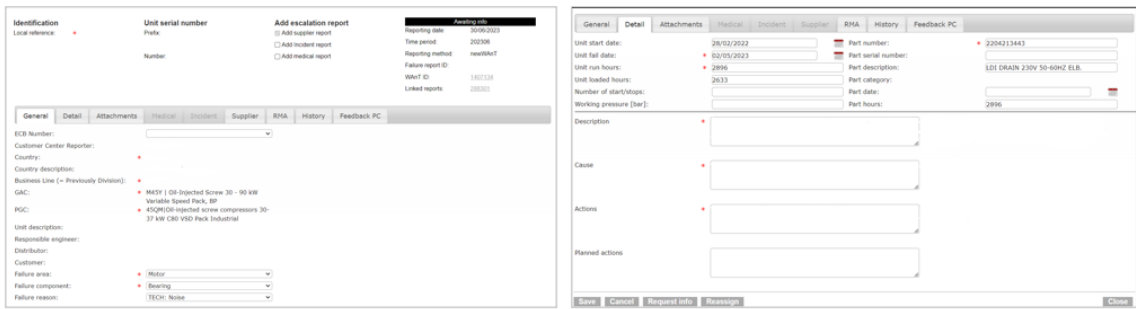 Identification Unit serial number Add escalation report Awaiting info
Local reference: * Prefix Add supplier report Reporting date: 30/06/2023
Add Incident report Time period: 202306
Number Add medical report Reporting method newWAnT
Failure report ID:
WAnT ID: 1407134
Linked reports:
General Detail Attachments Medical Incident Supplier RMA History Feedback PC
ECB Number:
Customer Center Reporter:
Country: *
Country description:
Business Line (= Previously Division): *
GAC: * M45Y | Oil-Injected Screw 30 - 90 kW
Variable Speed Pack, BP
PGC: * 45QM|Oil-injected screw compressors 30-
37 kW C80 VSD Pack Industrial
Unit description:
Responsible engineer:
Distributor:
Customer:
Failure area: * Motor
Failure component: * Bearing
Failure reason: TECH: Noise
General Detail Attachments Medical Incident Supplier RMA History Feedback PC
Unit start date: 28/02/2022 Part number: * 2204213443
Unit fail date: * 02/05/2023 Part serial number:
Unit run hours: * 2896 Part description: LDI DRAIN 230V 50-60HZ ELB.
Unit loaded hours: 2633 Part category:
Number of start/stops: Part date:
Working pressure [bar]: Part hours: 2896
Description *
Cause *
Actions *
Planned actions
Save Cancel Request info Reassign Close